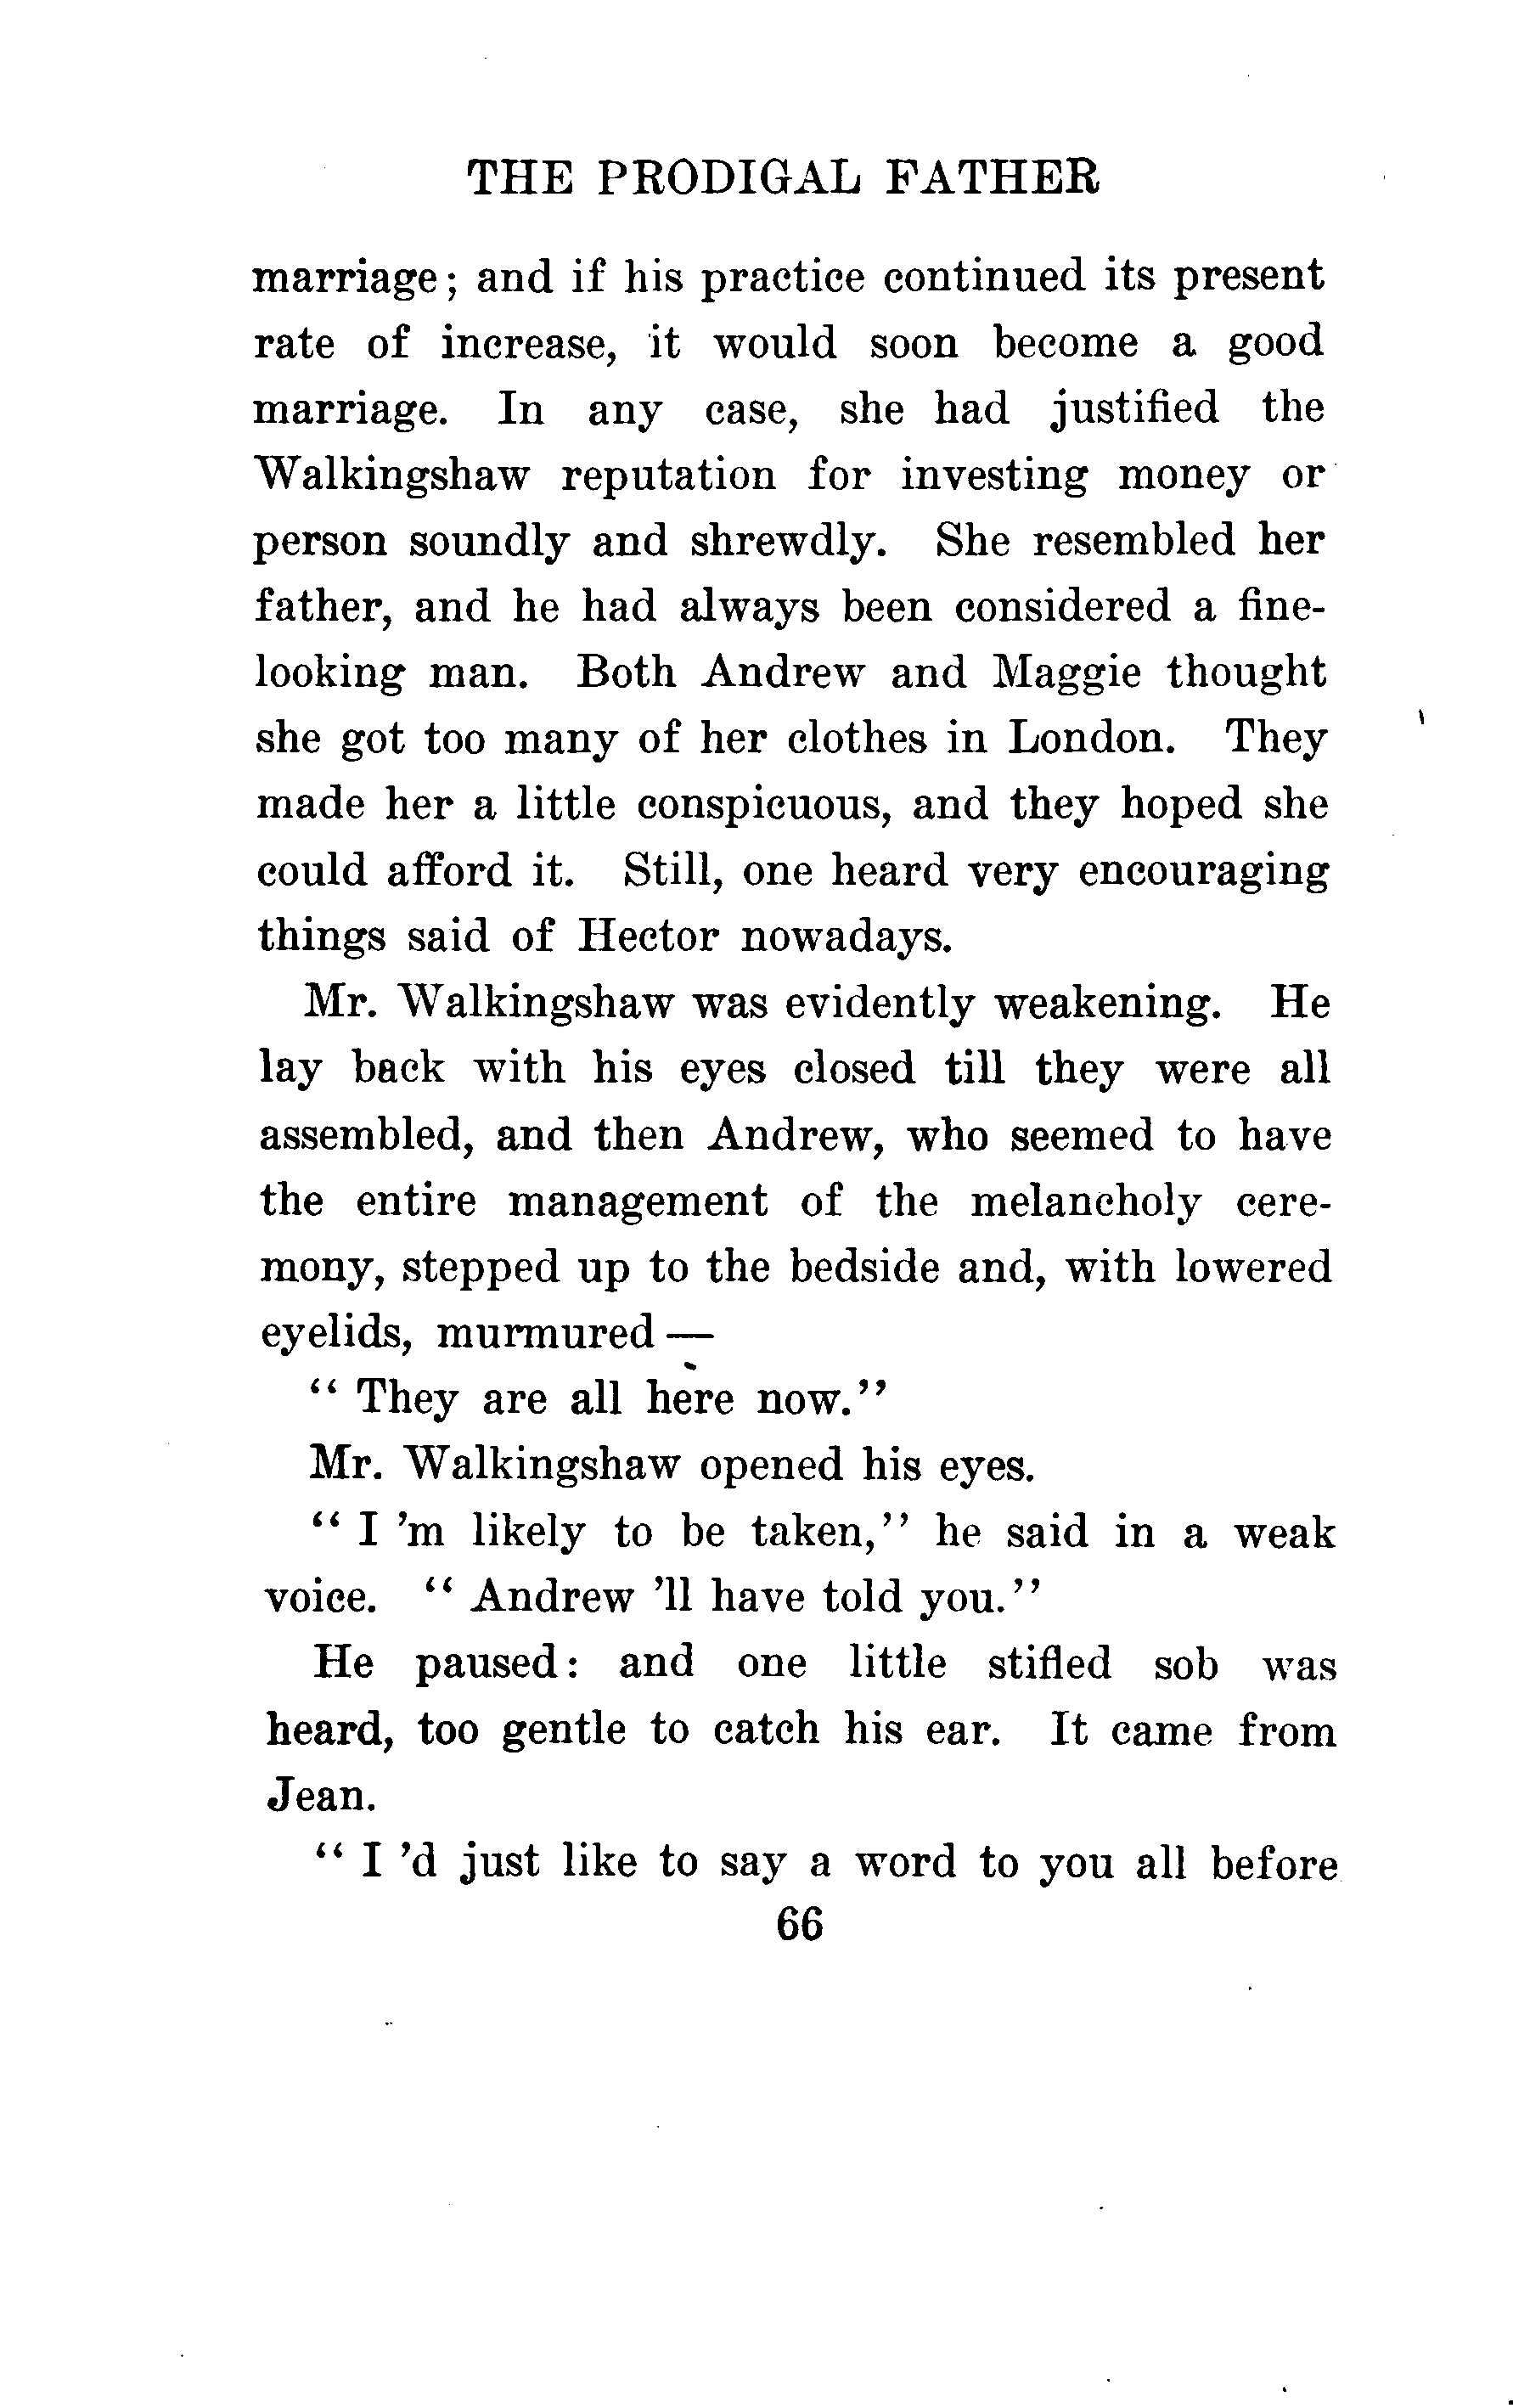 THE PRODIGAL FATHER
marriage; and if his practice continued its present
rate of increase, it would soon become a good
marriage. In any case, she had justified the
Walkingshaw reputation for investing money or
person soundly and shrewdly. She resembled her
father, and he had always been considered a fine-
looking man. Both Andrew and Maggie thought
she got too many of her clothes in London. They
made her a little conspicuous, and they hoped she
could afford it. Still, one heard very encouraging
things said of Hector nowadays.
Mr. Walkingshaw was evidently weakening. He
lay back with his eyes closed till they were all
assembled, and then Andrew, who seemed to have
the entire management of the melancholy cere-
mony, stepped up to the bedside and, with lowered
eyelids, murmured —
“ They are all here now.”
Mr. Walkingshaw opened his eyes.
“ I ’m likely to be taken,” he said in a weak
voice. “ Andrew ’ll have told you.”
He paused: and one little stifled sob was
heard, too gentle to catch his ear. It came from
Jean.
“ I ’d just like to say a word to you all before
66